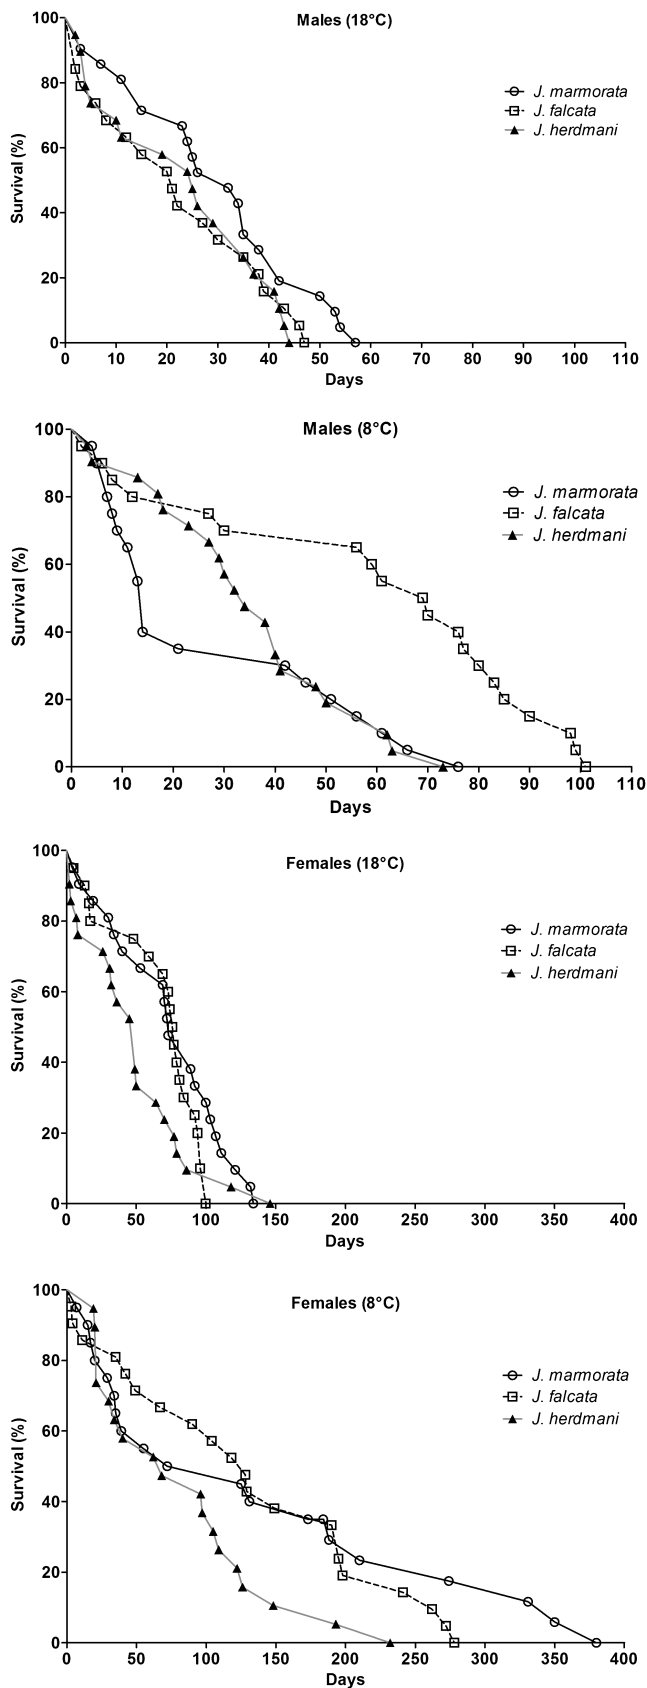 Males (18°C)
100
80
60
40
20
0
Survival (%)
J. marmorata
J. falcata
J. herdmani
0 10 20 30 40 50 60 70 80 90 100 110
Days
Males (8°C)
100
80
60
40
20
0
Survival (%)
J. marmorata
J. falcata
J. herdmani
0 10 20 30 40 50 60 70 80 90 100 110
Days
Females (18°C)
100
80
60
40
20
0
Survival (%)
J. marmorata
J. falcata
J. herdmani
0 50 100 150 200 250 300 350 400
Days
Females (8°C)
100
80
60
40
20
0
Survival (%)
J. marmorata
J. falcata
J. herdmani
0 50 100 150 200 250 300 350 400
Days